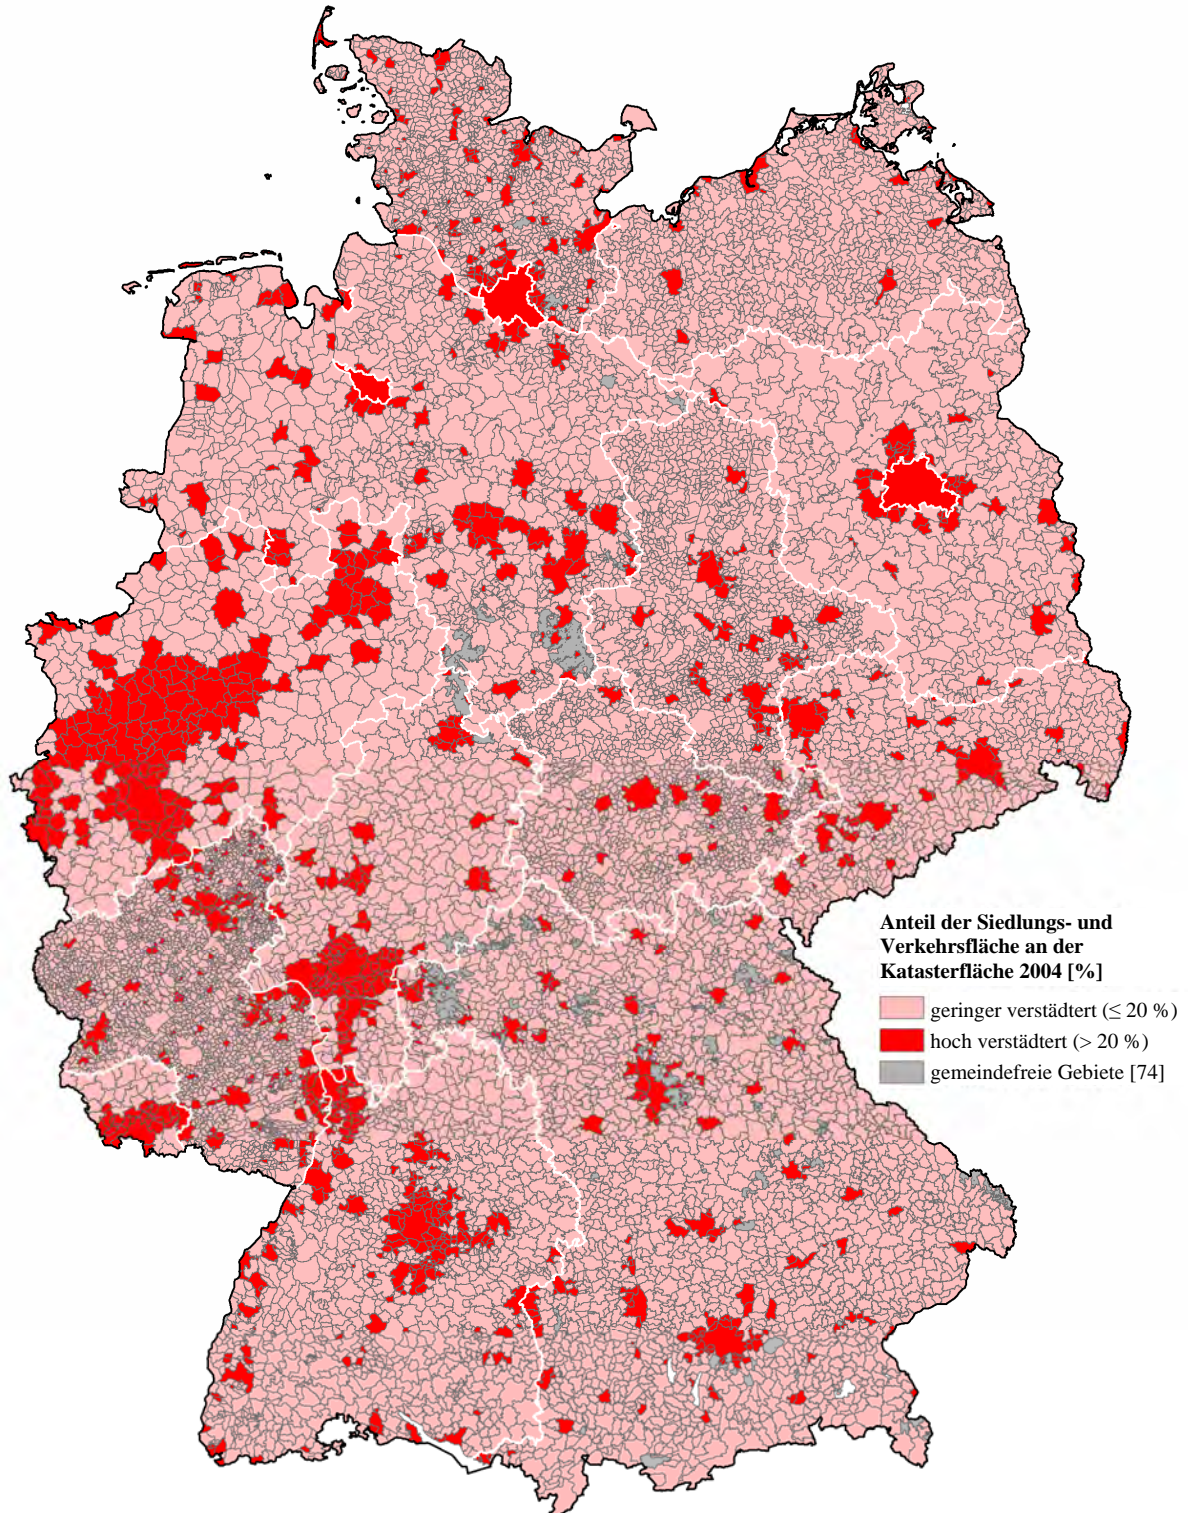 Anteil der Siedlungs- und
Verkehrsfläche an der
Katasterfläche 2004 [%]
geringer verstädtert (≤ 20 %)
hoch verstädtert (> 20 %)
gemeindefreie Gebiete [74]